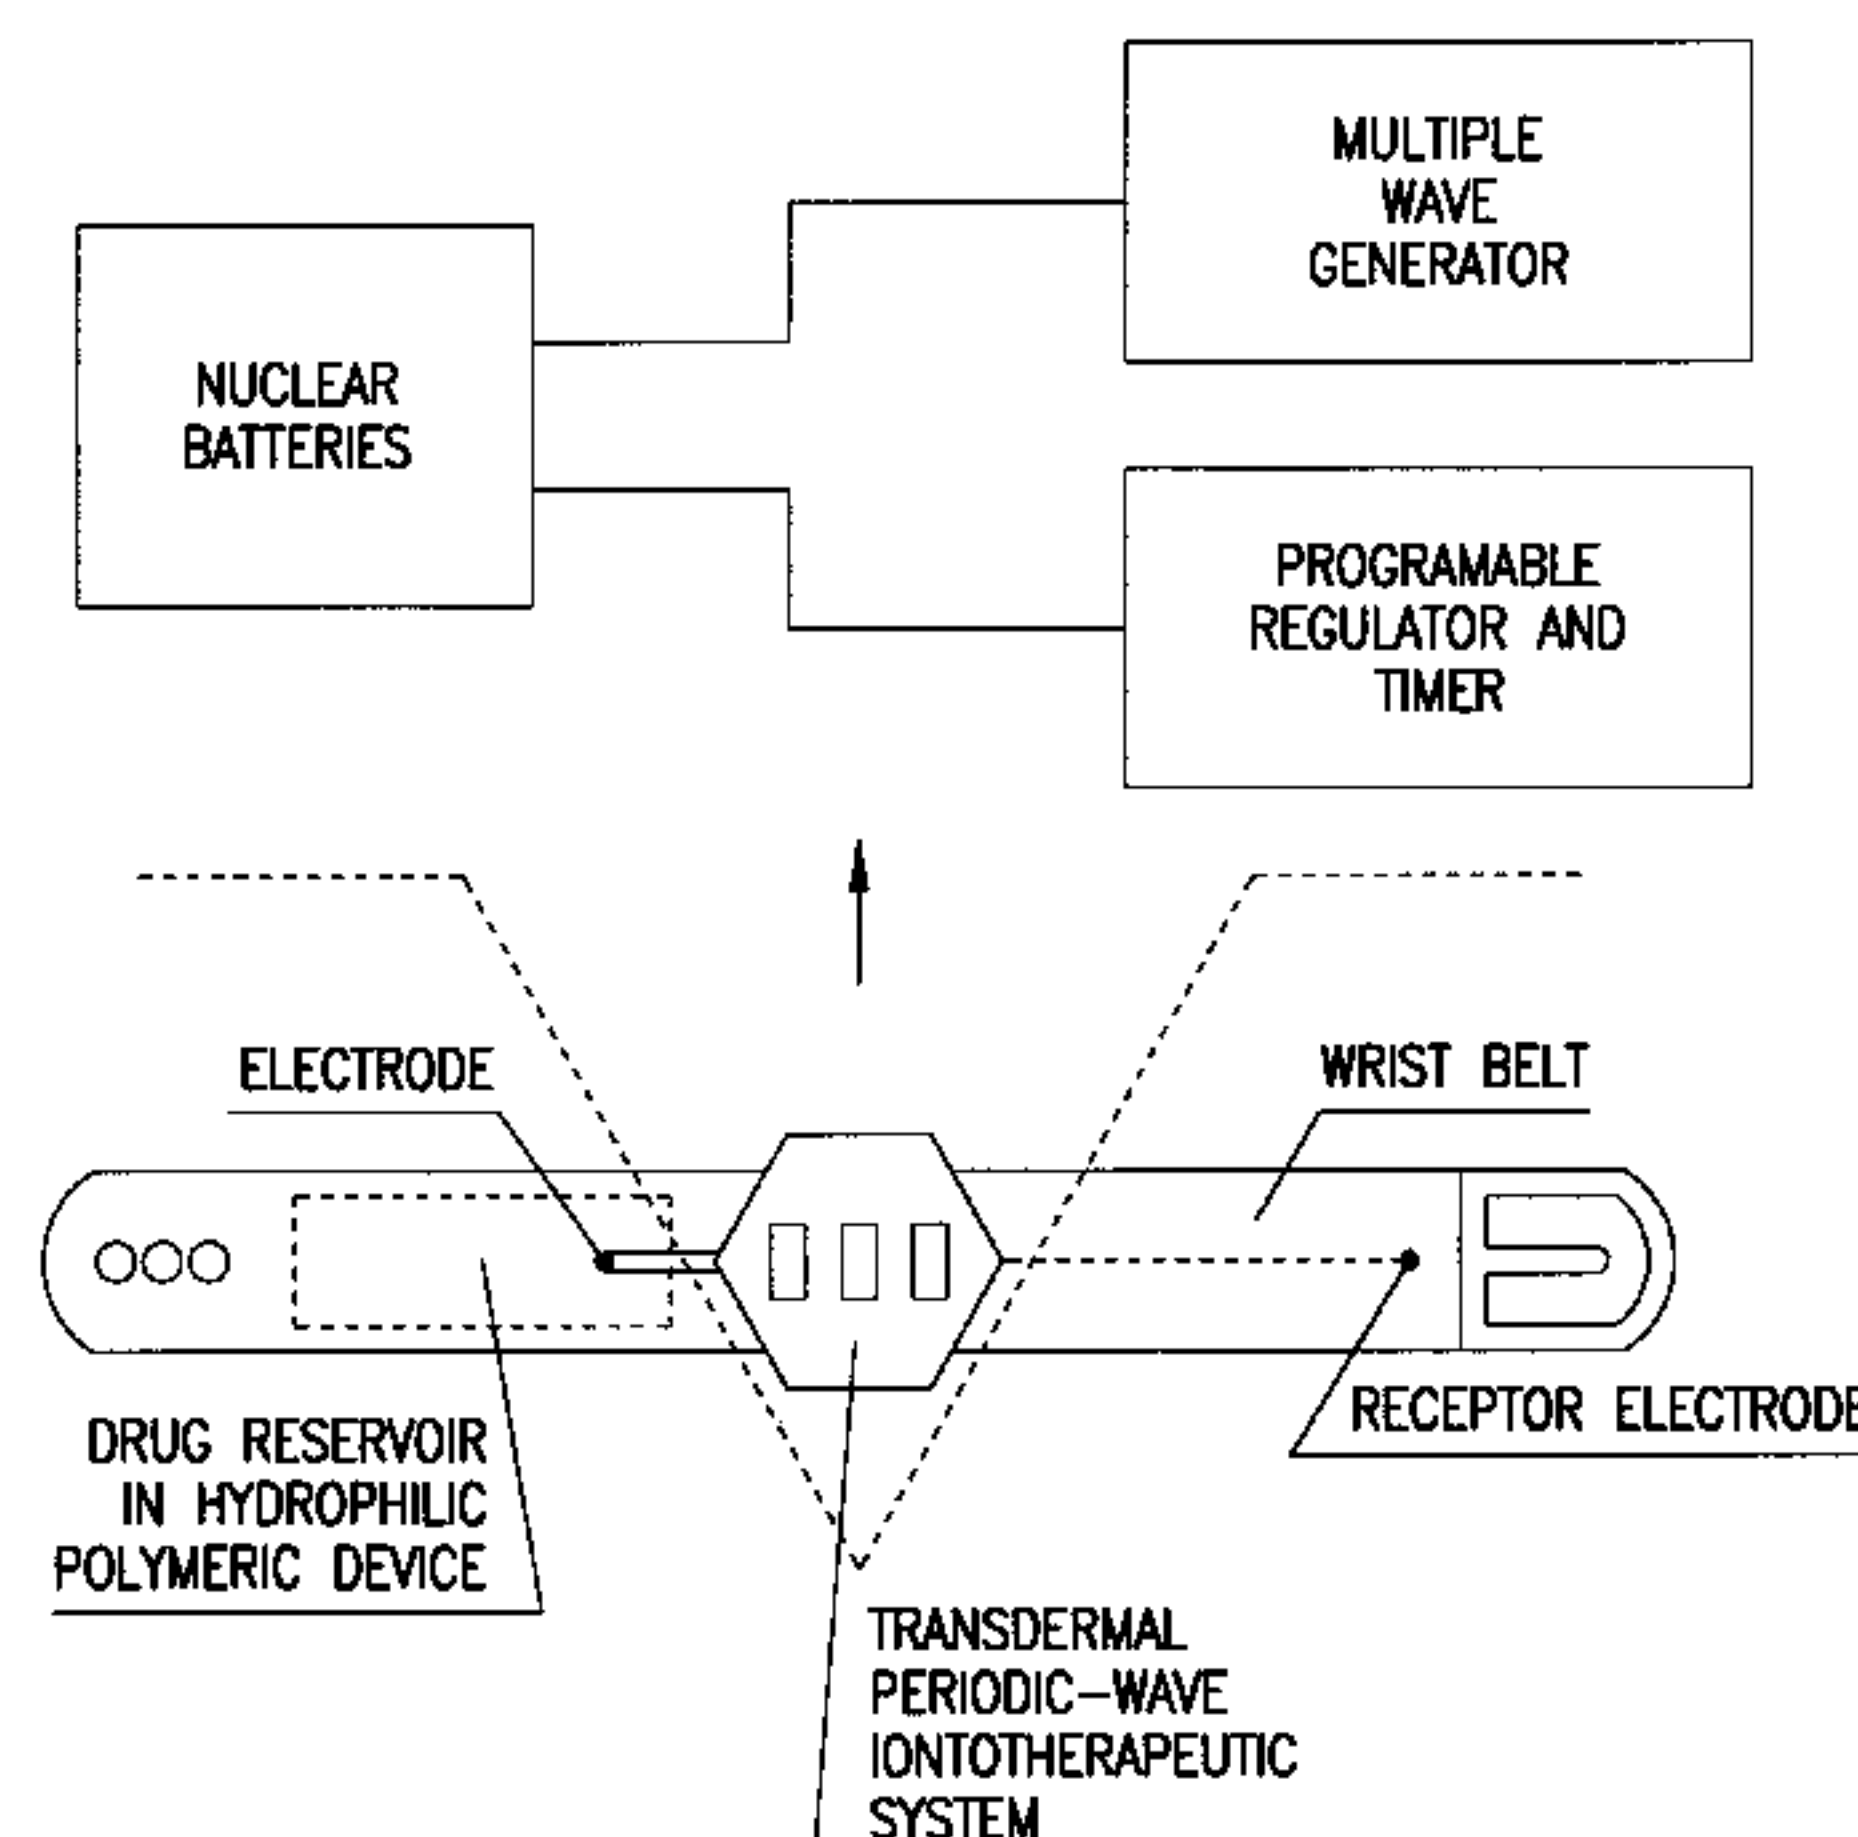 MULTIPLE
WAVE
GENERATOR
NUCLEAR
BATTERIES
PROGRAMABLE
REGULATOR AND
TIMER
ELECTRODE
WRIST BELT
RECEPTOR ELECTRODE
DRUG RESERVOIR
IN HYDROPHILIC
POLYMERIC DEVICE
TRANSDERMAL
PERIODIC-WAVE
IONTOTHERAPEUTIC
SYSTEM